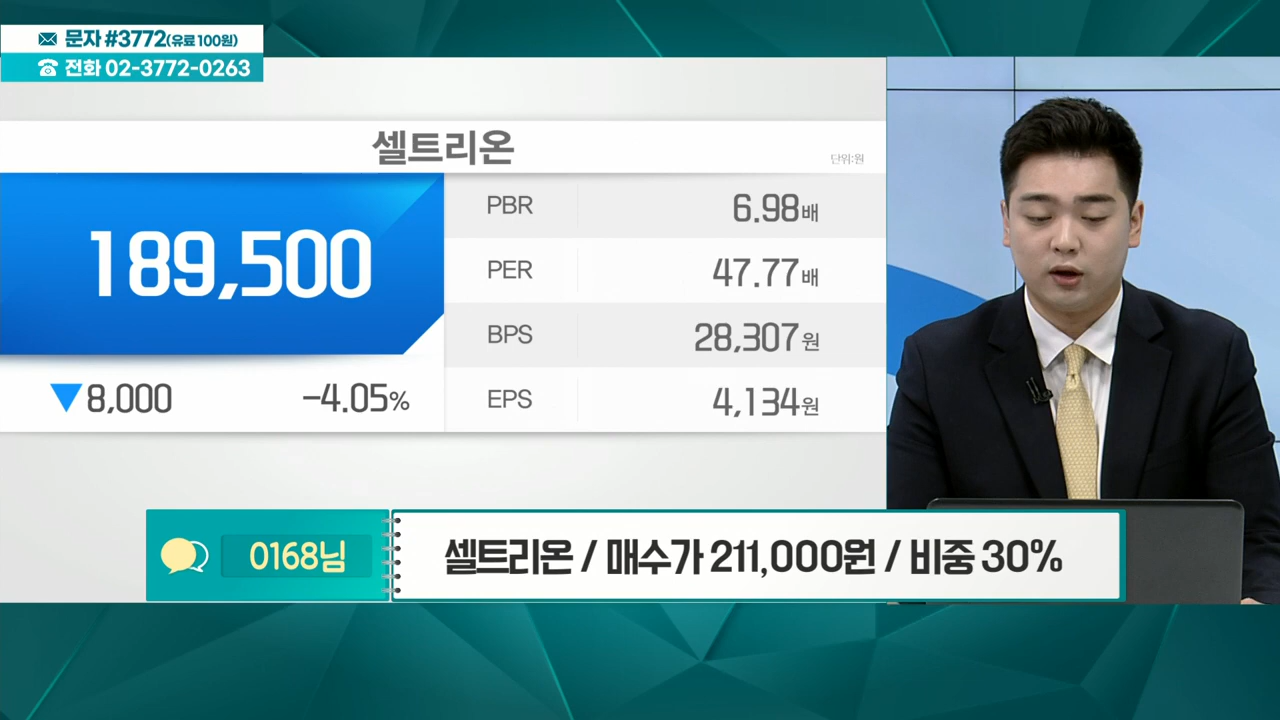 문자 #3772(유료 100원)
전화 02-3772-0263
셀트리온
단위:원
189,500
▼8,000 -4.05%
PBR 6.98배
PER 47.77배
BPS 28,307원
EPS 4,134원
0168님
셀트리온 / 매수가 211,000원 / 비중 30%